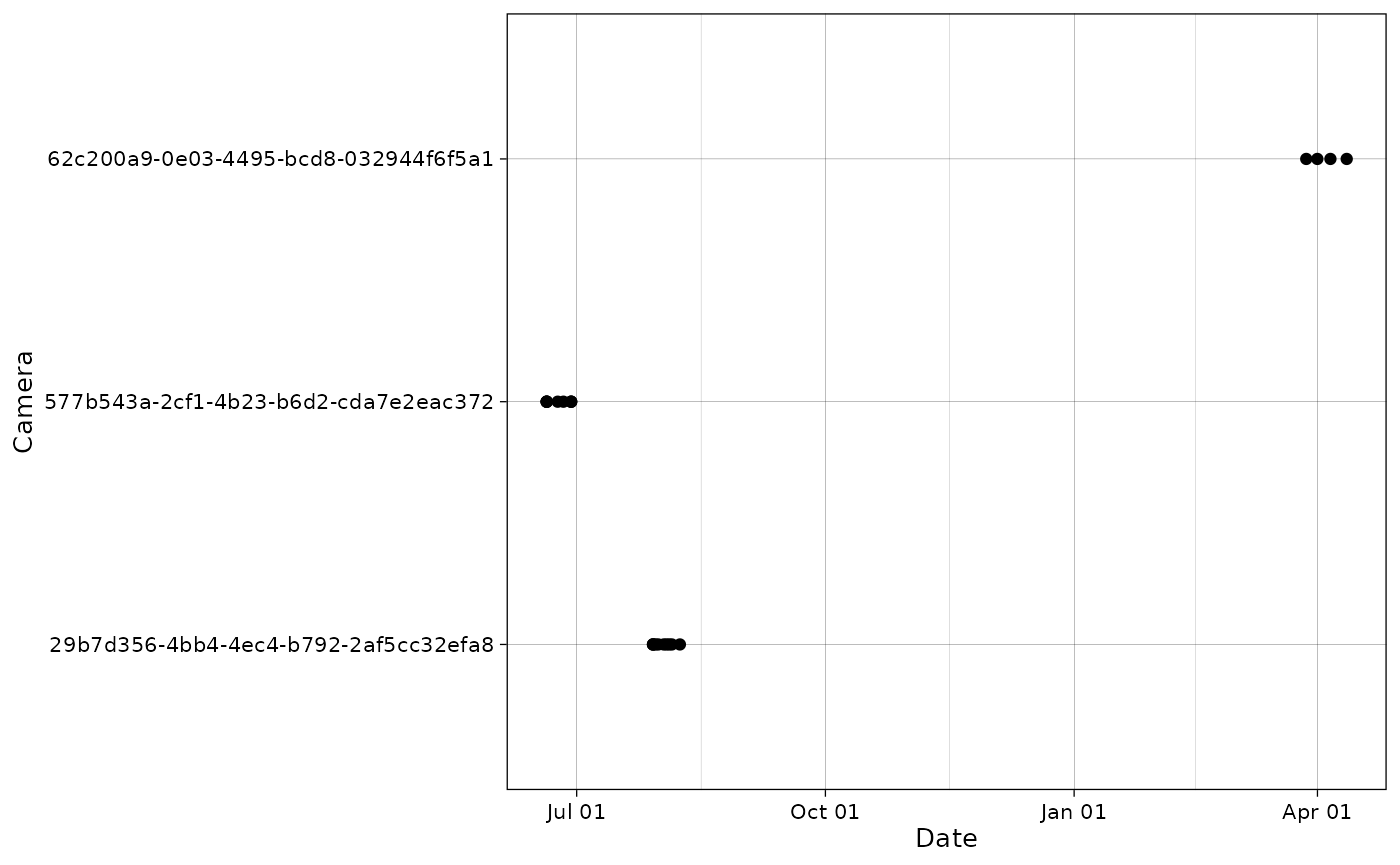 62c200a9-0e03-4495-bcd8-032944f6f5a1
Camera
577b543a-2cf1-4b23-b6d2-cda7e2eac372
29b7d356-4bb4-4ec4-b792-2af5cc32efa8
Jul 01 Oct 01 Jan 01 Apr 01
Date